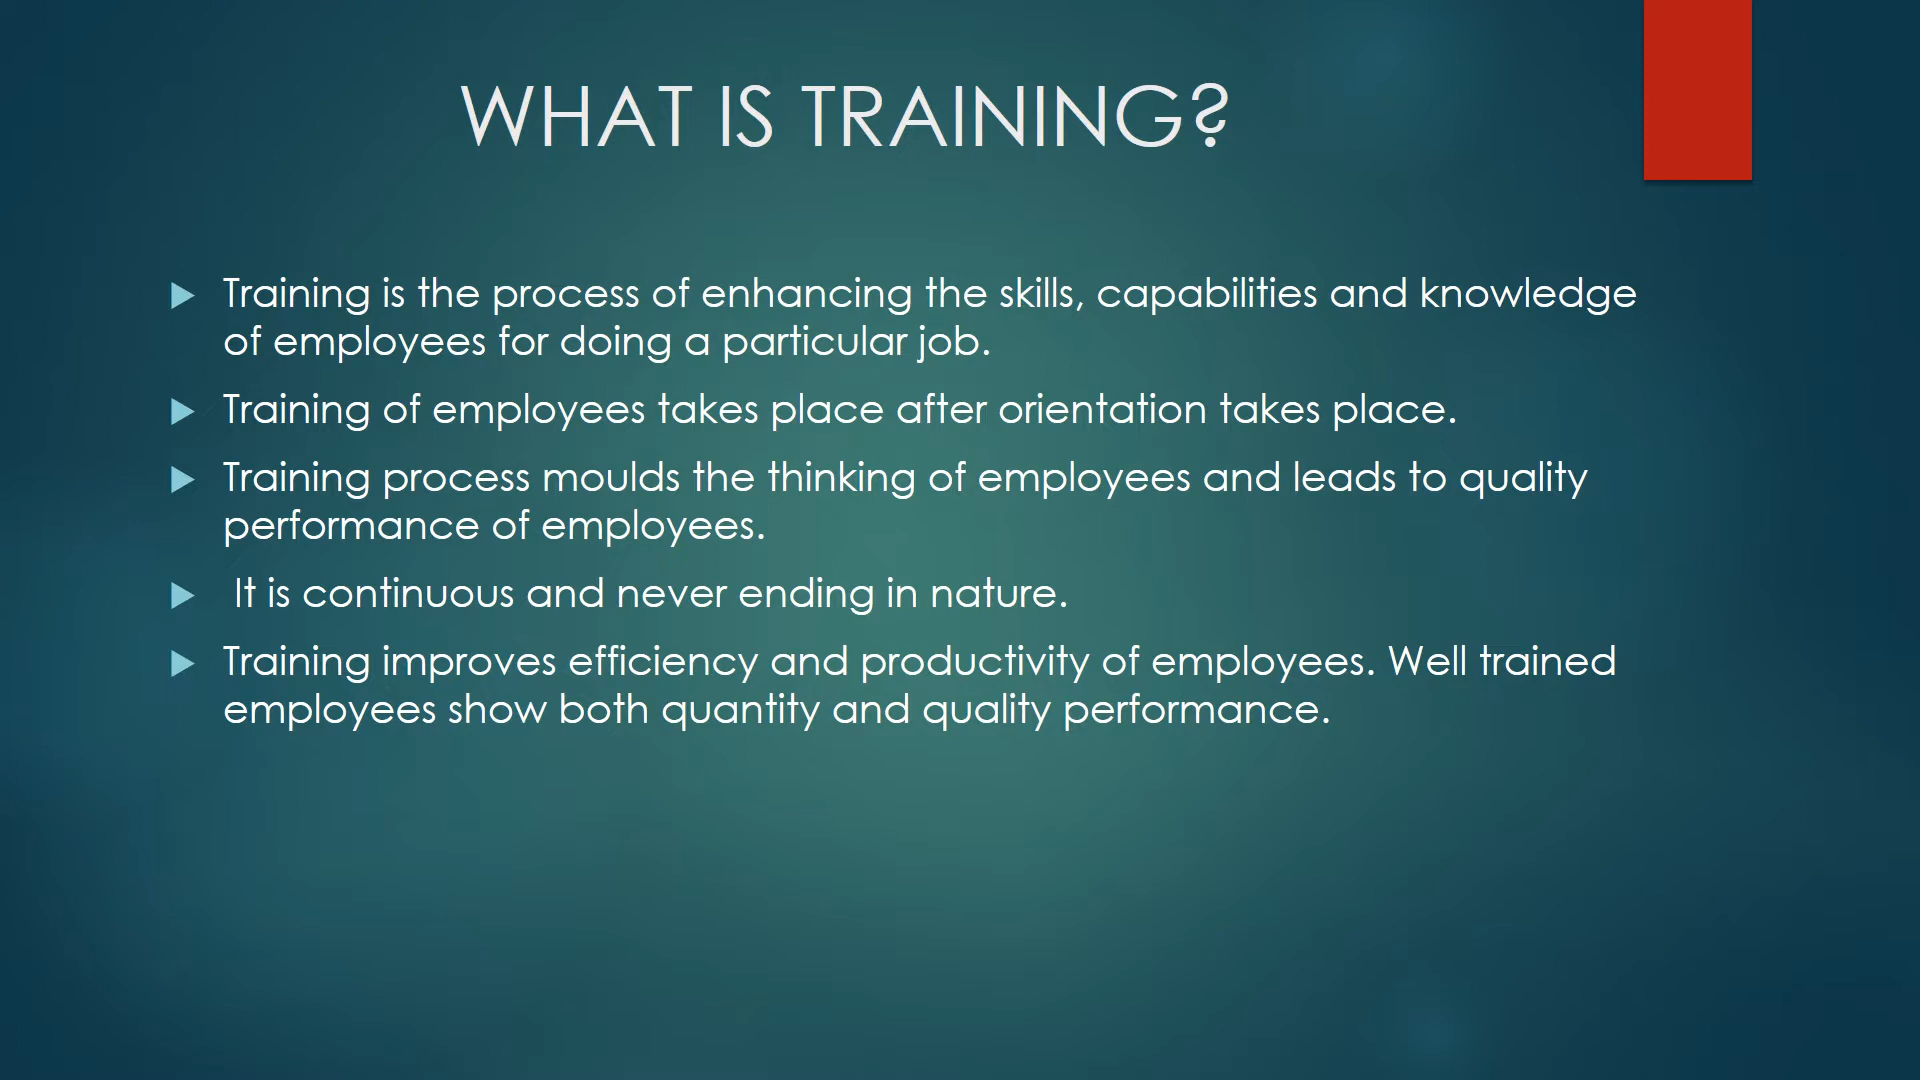 WHAT IS TRAINING?
Training is the process of enhancing the skills, capabilities and knowledge
of employees for doing a particular job.
Training of employees takes place after orientation takes place.
Training process moulds the thinking of employees and leads to quality
performance of employees.
It is continuous and never ending in nature.
Training improves efficiency and productivity of employees. Well trained
employees show both quantity and quality performance.